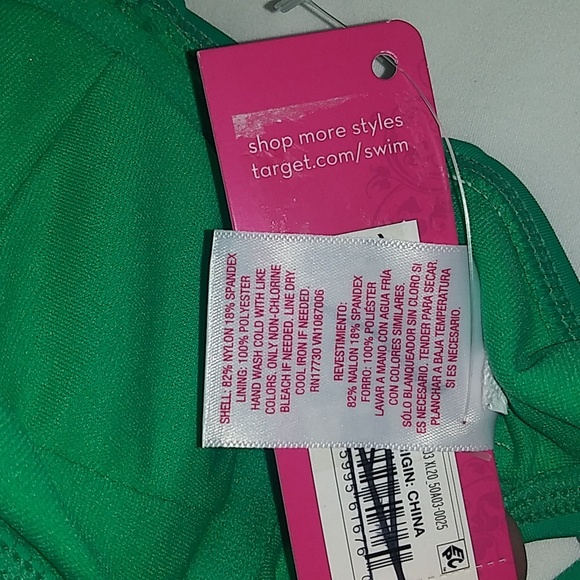 shop more styles
target.com/swim
SHELL: 82% NYLON 18% SPANDEX
LINING: 100% POLYESTER
HAND WASH COLD WITH LIKE
COLORS. ONLY NON-CHLORINE
BLEACH IF NEEDED. LINE DRY.
COOL IRON IF NEEDED.
RN17730 VN1087006
REVESTIMIENTO:
82% NAILON 18% SPANDEX
FORRO: 100% POLIÉSTER
LAVAR A MANO CON AGUA FRÍA
CON COLORES SIMILARES.
SÓLO BLANQUEADOR SIN CLORO SI
ES NECESARIO. TENDER PARA SECAR.
PLANCHAR A BAJA TEMPERATURA
SI ES NECESARIO.
XL20 50A03-0025
CHINA